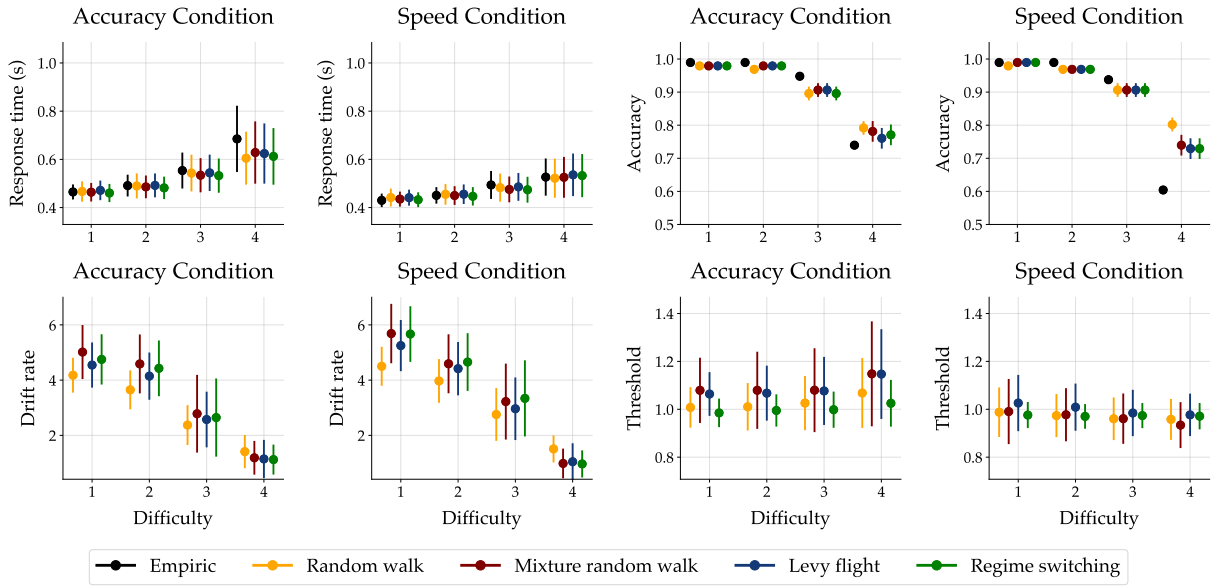 Accuracy Condition
Speed Condition
Accuracy Condition
Speed Condition
Response time (s)
1.0
0.8
0.6
0.4
1 2 3 4
Response time (s)
1.0
0.8
0.6
0.4
1 2 3 4
Accuracy
1.0
0.9
0.8
0.7
0.6
0.5
1 2 3 4
Accuracy
1.0
0.9
0.8
0.7
0.6
0.5
1 2 3 4
Accuracy Condition
Speed Condition
Accuracy Condition
Speed Condition
Drift rate
6
4
2
1 2 3 4
Difficulty
Drift rate
6
4
2
1 2 3 4
Difficulty
Threshold
1.4
1.2
1.0
0.8
1 2 3 4
Difficulty
Threshold
1.4
1.2
1.0
0.8
1 2 3 4
Difficulty
Empiric
Random walk
Mixture random walk
Levy flight
Regime switching